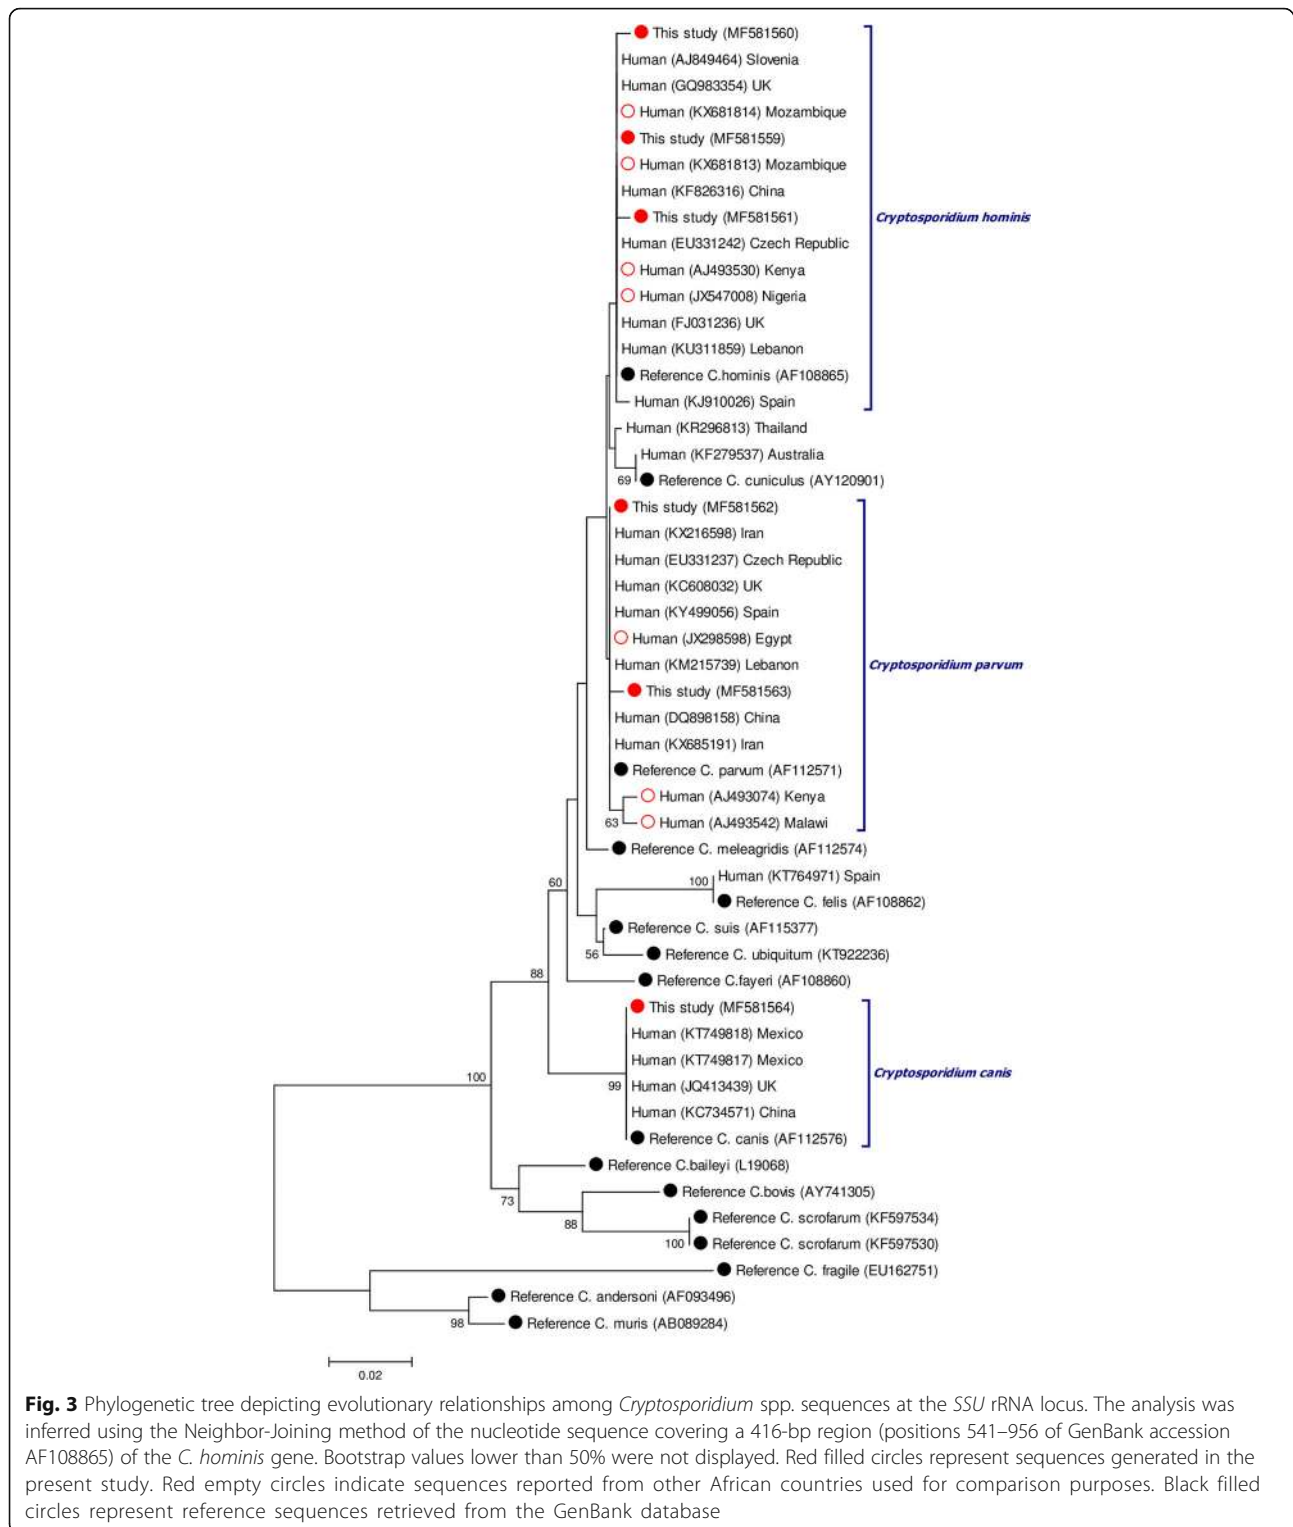 This study (MF581560)
Human (AJ849464) Slovenia
Human (GQ983354) UK
Human (KX681814) Mozambique
This study (MF581559)
Human (KX681813) Mozambique
Human (KF826316) China
This study (MF581561)
Cryptosporidium hominis
Human (EU331242) Czech Republic
Human (AJ493530) Kenya
Human (JX547008) Nigeria
Human (FJ031236) UK
Human (KU311859) Lebanon
Reference C.hominis (AF108865)
Human (KJ910026) Spain
Human (KR296813) Thailand
Human (KF279537) Australia
69
Reference C. cuniculus (AY120901)
This study (MF581562)
Human (KX216598) Iran
Human (EU331237) Czech Republic
Human (KC608032) UK
Human (KY499056) Spain
Human (JX298598) Egypt
Human (KM215739) Lebanon
Cryptosporidium parvum
This study (MF581563)
Human (DQ898158) China
Human (KX685191) Iran
Reference C. parvum (AF112571)
Human (AJ493074) Kenya
63
Human (AJ493542) Malawi
Reference C. meleagridis (AF112574)
60
100
Human (KT764971) Spain
Reference C. felis (AF108862)
Reference C. suis (AF115377)
56
Reference C. ubiquitum (KT922236)
88
Reference C.fayeri (AF108860)
This study (MF581564)
Human (KT749818) Mexico
Human (KT749817) Mexico
Cryptosporidium canis
100
99
Human (JQ413439) UK
Human (KC734571) China
Reference C. canis (AF112576)
Reference C.baileyi (L19068)
73
Reference C.bovis (AY741305)
88
Reference C. scrofarum (KF597534)
100
Reference C. scrofarum (KF597530)
Reference C. fragile (EU162751)
Reference C. andersoni (AF093496)
98
Reference C. muris (AB089284)
0.02
Fig. 3 Phylogenetic tree depicting evolutionary relationships among Cryptosporidium spp. sequences at the SSU rRNA locus. The analysis was
inferred using the Neighbor-Joining method of the nucleotide sequence covering a 416-bp region (positions 541–956 of GenBank accession
AF108865) of the C. hominis gene. Bootstrap values lower than 50% were not displayed. Red filled circles represent sequences generated in the
present study. Red empty circles indicate sequences reported from other African countries used for comparison purposes. Black filled
circles represent reference sequences retrieved from the GenBank database